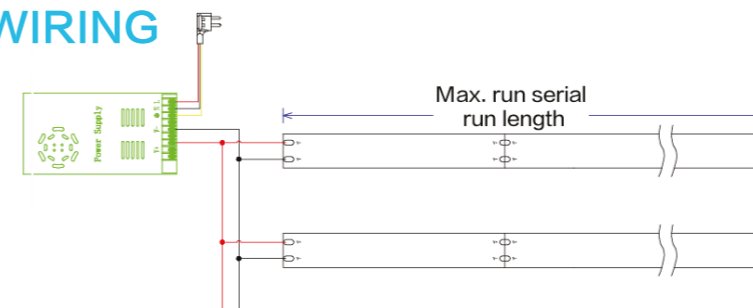 WIRING
Max. run serial
run length
Power Supply
L
N
V-
V+